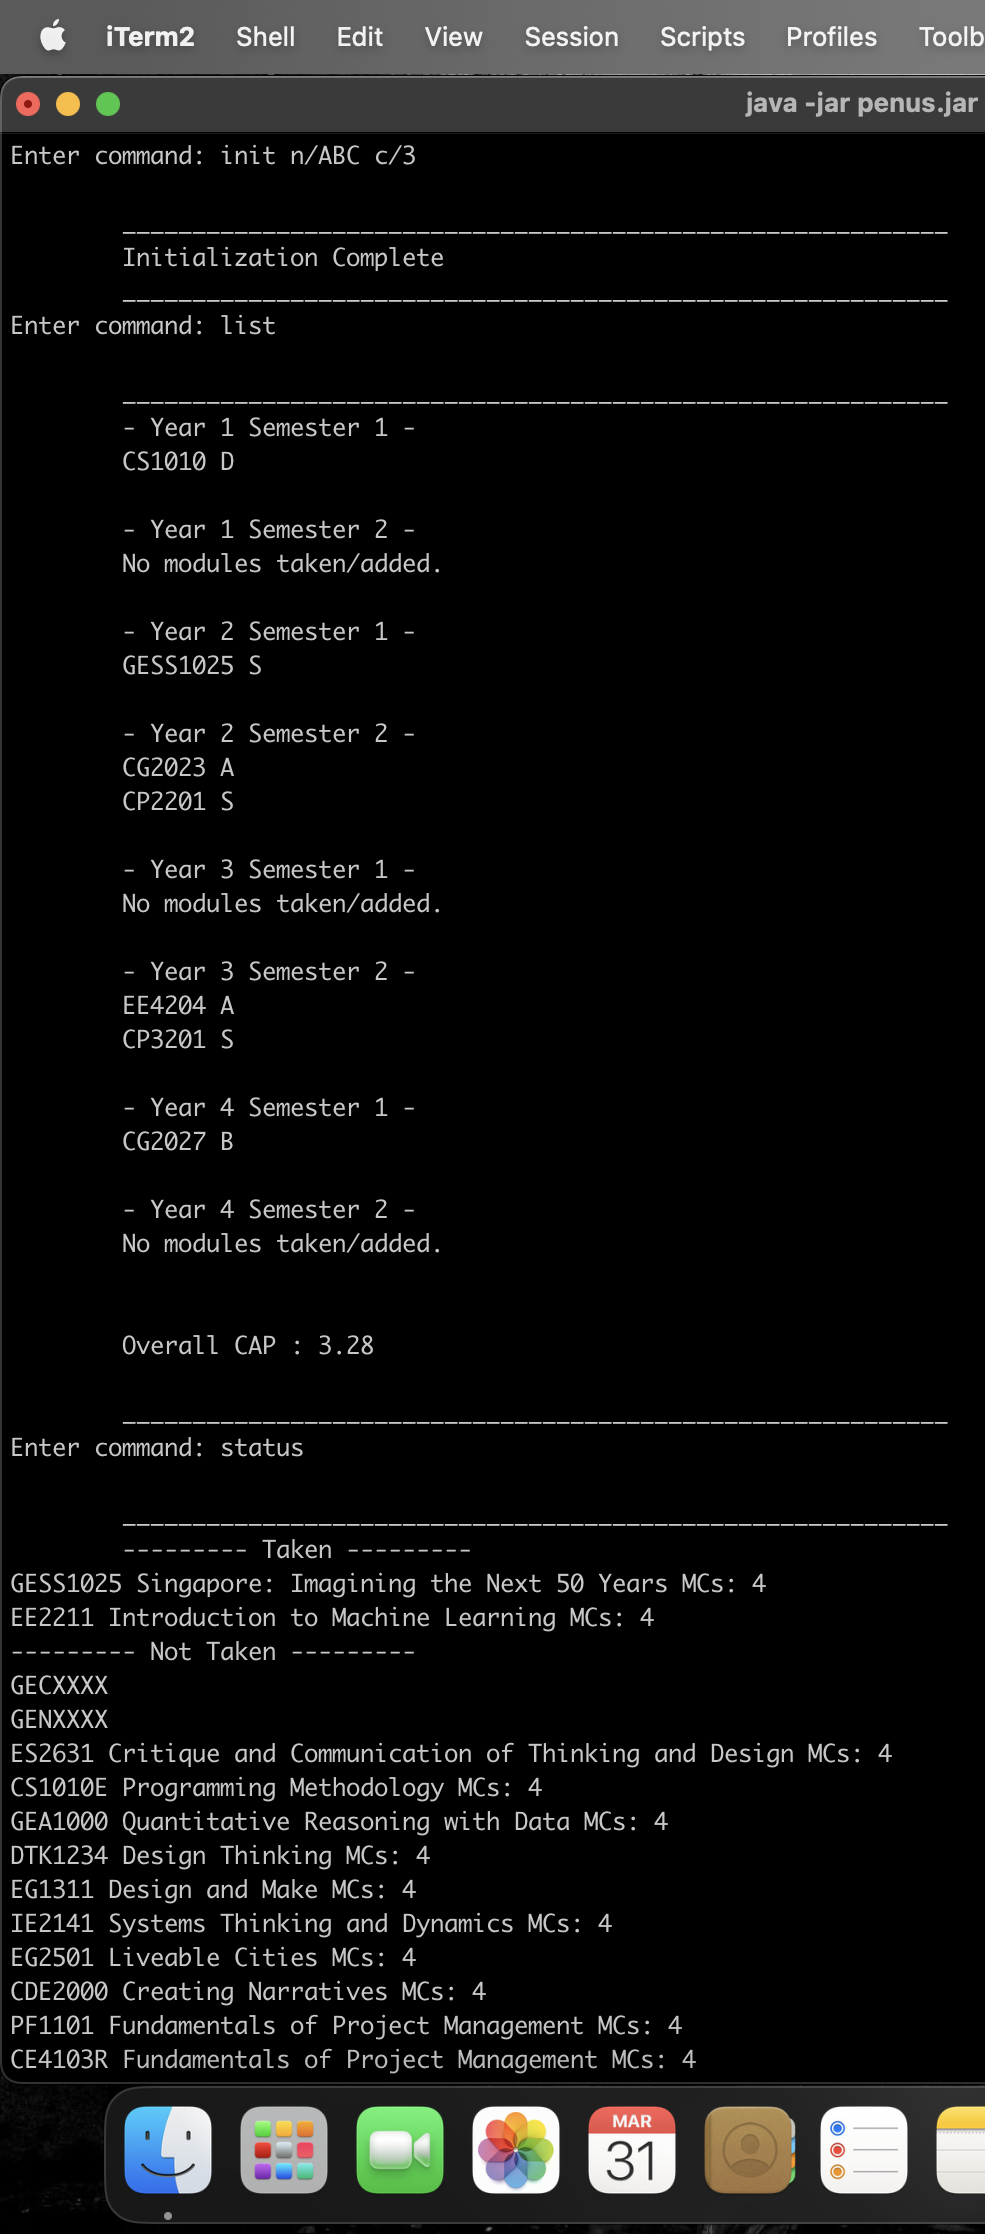 iTerm2 Shell Edit View Session Scripts Profiles Toolb
java -jar penus.jar
Enter command: init n/ABC c/3
___________________________________________________________
Initialization Complete
___________________________________________________________
Enter command: list
___________________________________________________________
- Year 1 Semester 1 -
CS1010 D
- Year 1 Semester 2 -
No modules taken/added.
- Year 2 Semester 1 -
GESS1025 S
- Year 2 Semester 2 -
CG2023 A
CP2201 S
- Year 3 Semester 1 -
No modules taken/added.
- Year 3 Semester 2 -
EE4204 A
CP3201 S
- Year 4 Semester 1 -
CG2027 B
- Year 4 Semester 2 -
No modules taken/added.
Overall CAP : 3.28
___________________________________________________________
Enter command: status
___________________________________________________________
--------- Taken ---------
GESS1025 Singapore: Imagining the Next 50 Years MCs: 4
EE2211 Introduction to Machine Learning MCs: 4
--------- Not Taken ---------
GECXXXX
GENXXXX
ES2631 Critique and Communication of Thinking and Design MCs: 4
CS1010E Programming Methodology MCs: 4
GEA1000 Quantitative Reasoning with Data MCs: 4
DTK1234 Design Thinking MCs: 4
EG1311 Design and Make MCs: 4
IE2141 Systems Thinking and Dynamics MCs: 4
EG2501 Liveable Cities MCs: 4
CDE2000 Creating Narratives MCs: 4
PF1101 Fundamentals of Project Management MCs: 4
CE4103R Fundamentals of Project Management MCs: 4
MAR
31